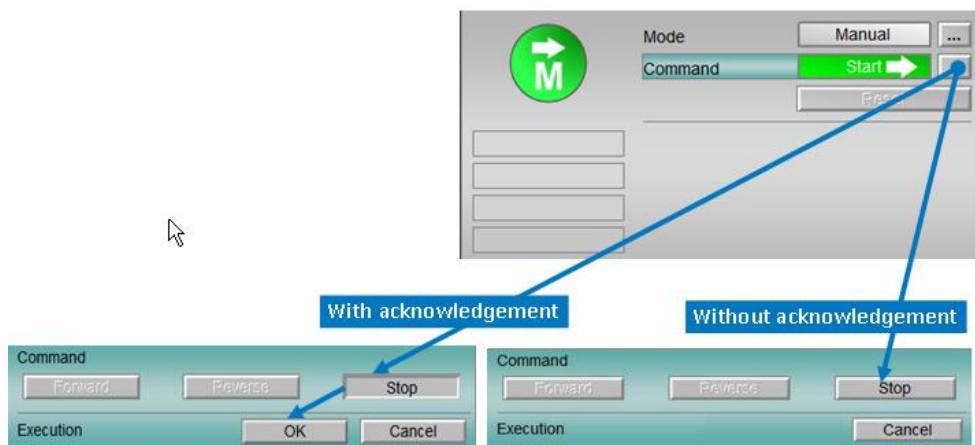 M
Mode Manual ...
Command Start
Reset
With acknowledgement
Without acknowledgement
Command
Forward Reverse Stop
Execution OK Cancel
Command
Forward Reverse Stop
Execution Cancel